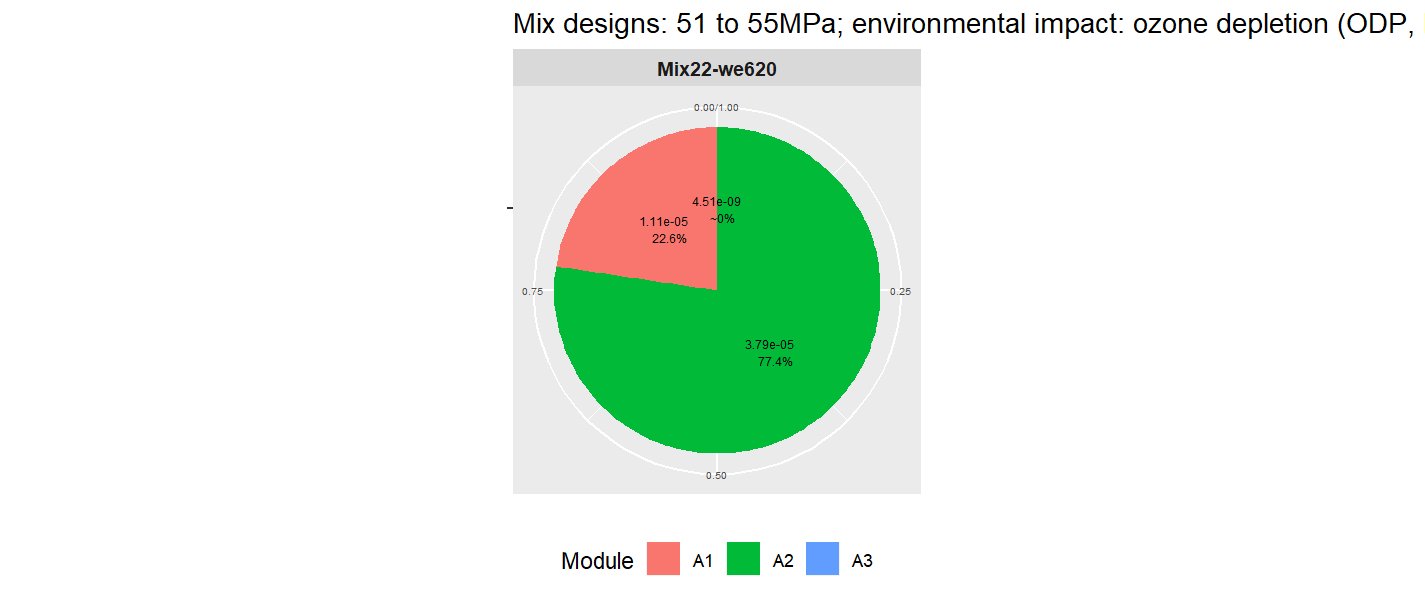 Mix designs: 51 to 55MPa; environmental impact: ozone depletion (ODP,
Mix22-we620
0.00/1.00
4.51e-09
~0%
1.11e-05
22.6%
0.75
0.25
3.79e-05
77.4%
0.50
Module A1 A2 A3